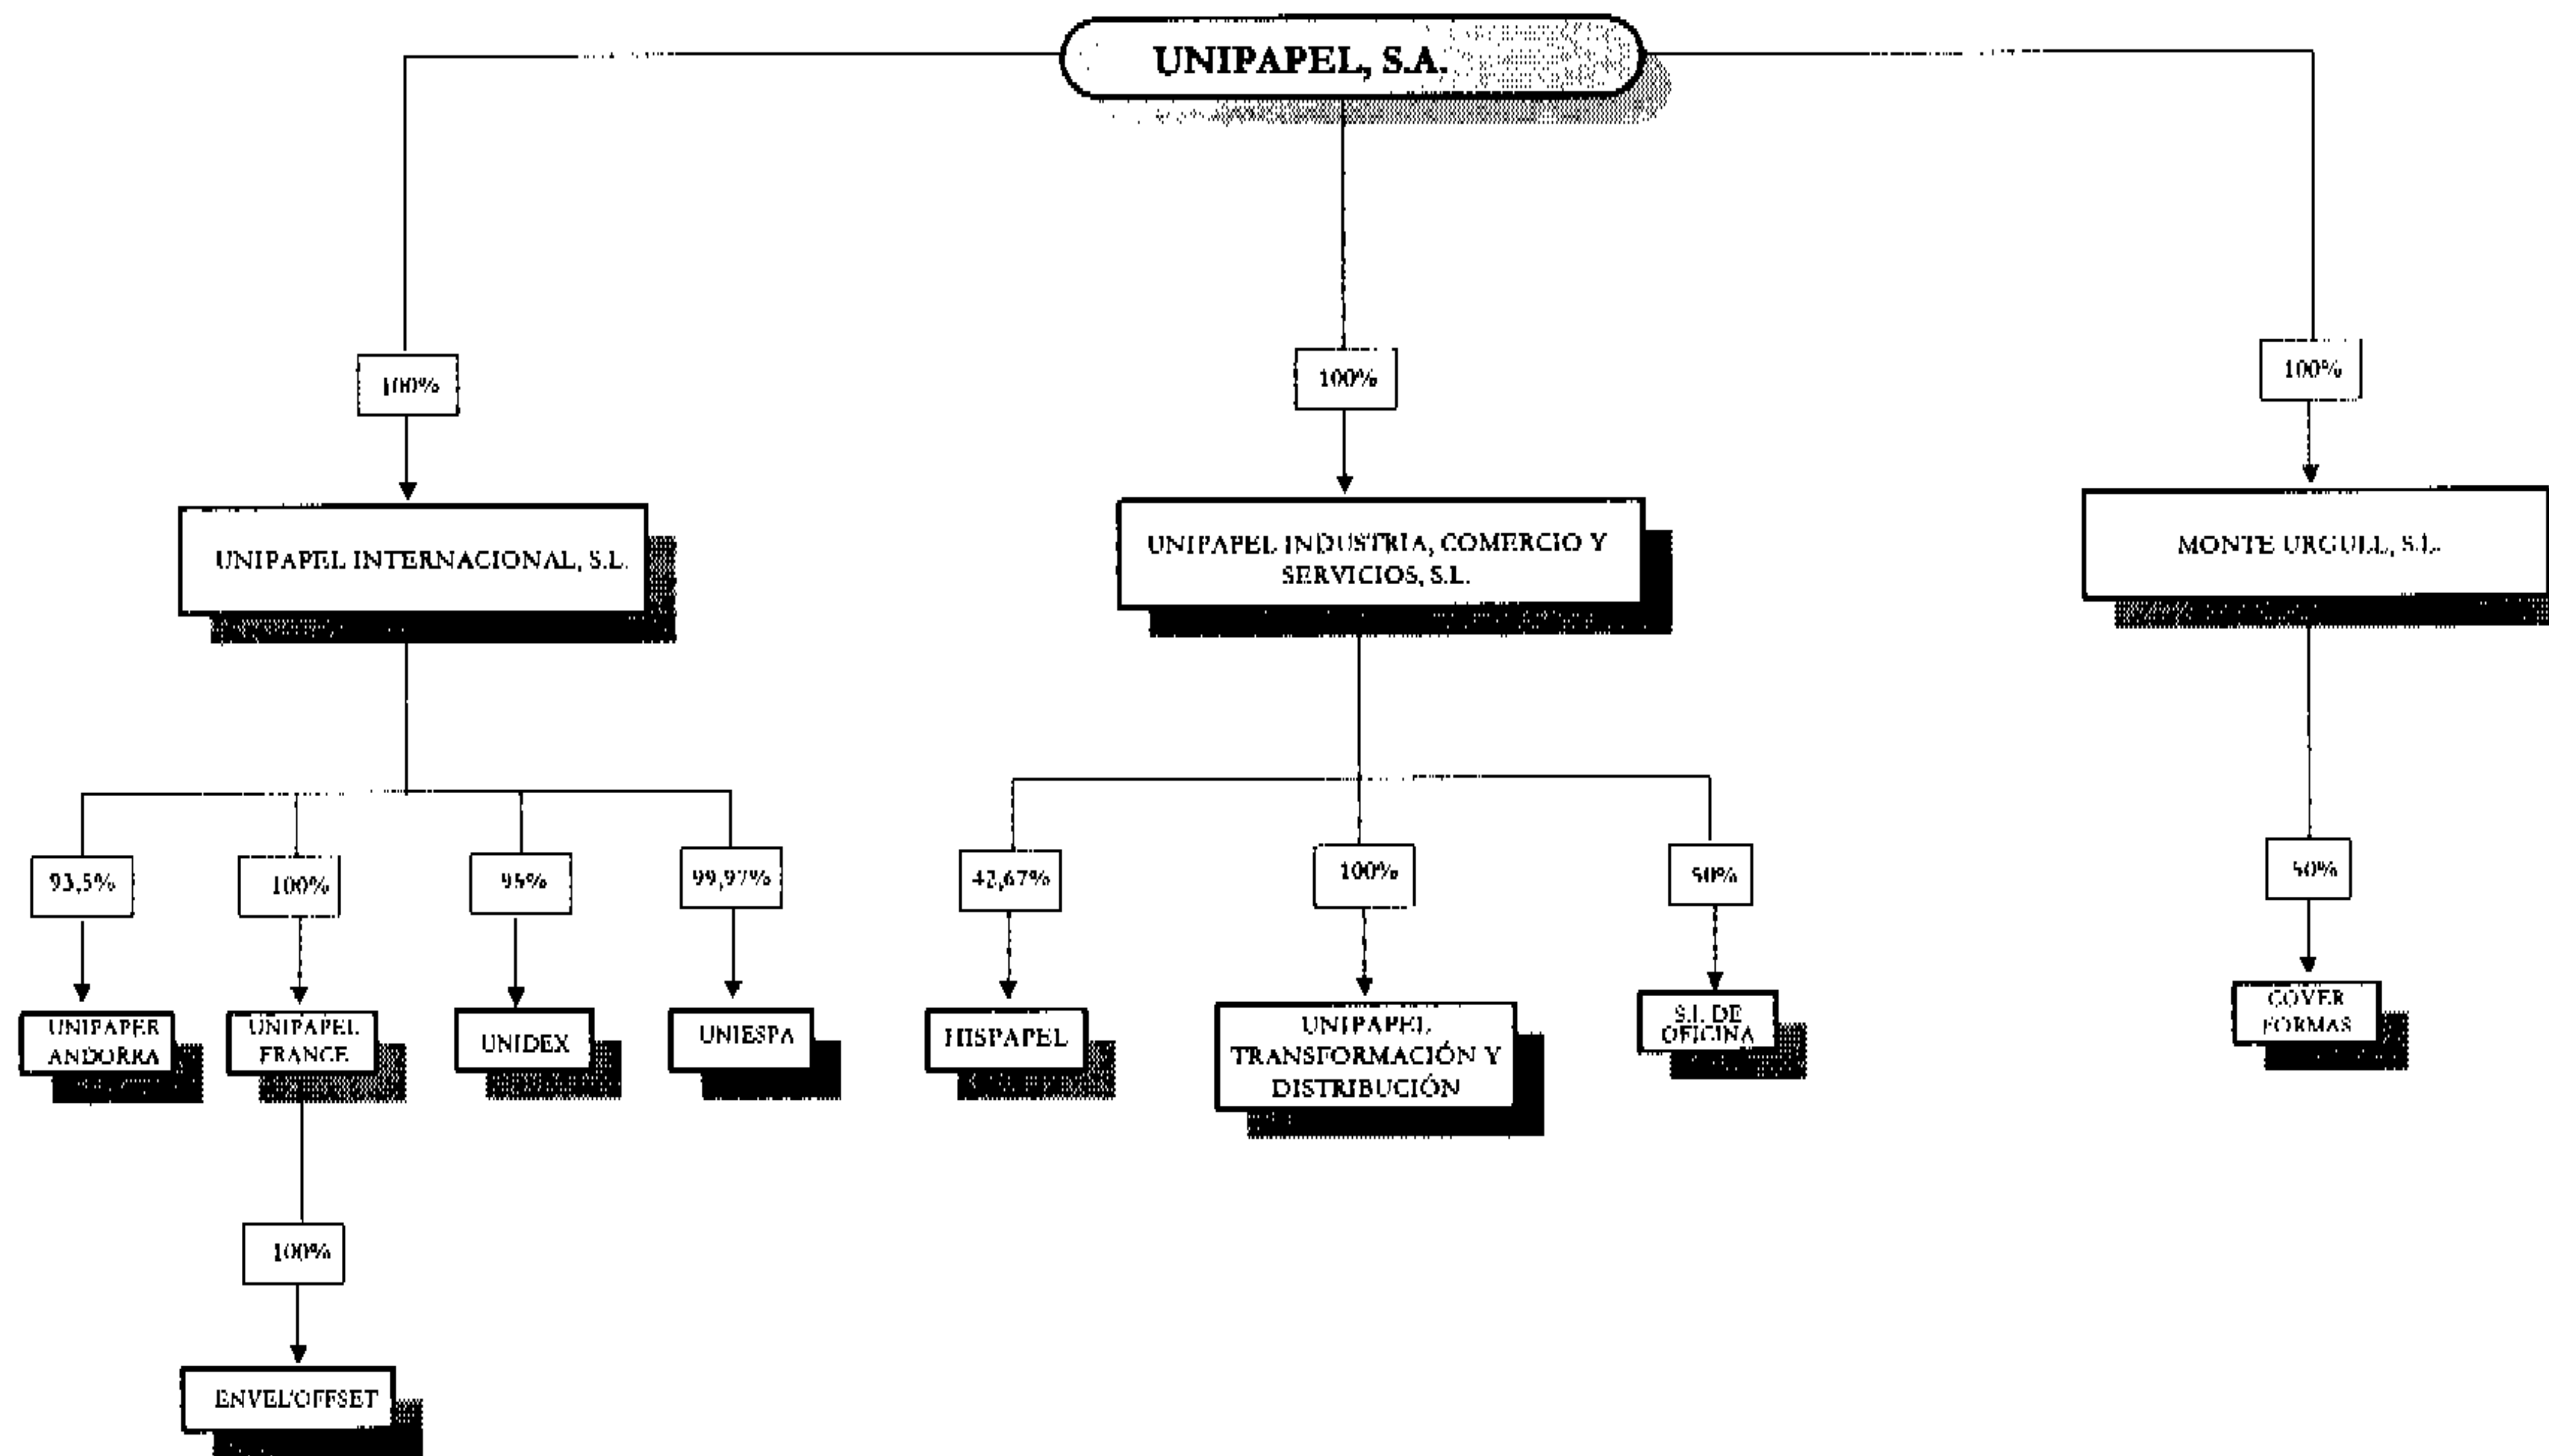 UNIPAPEL, S.A.
100%
100%
100%
UNIPAPEL INTERNACIONAL, S.L.
UNIPAPEL INDUSTRIA, COMERCIO Y
SERVICIOS, S.L.
MONTE URGULL, S.L.
93,5%
100%
95%
99,97%
42,67%
100%
50%
50%
UNIPAPER
ANDORRA
UNIPAPEL
FRANCE
UNIDEX
UNIESPA
HISPAPEL
UNIPAPEL
TRANSFORMACIÓN Y
DISTRIBUCIÓN
S.I. DE
OFICINA
COVER
FORMAS
100%
ENVEL'OFFSET